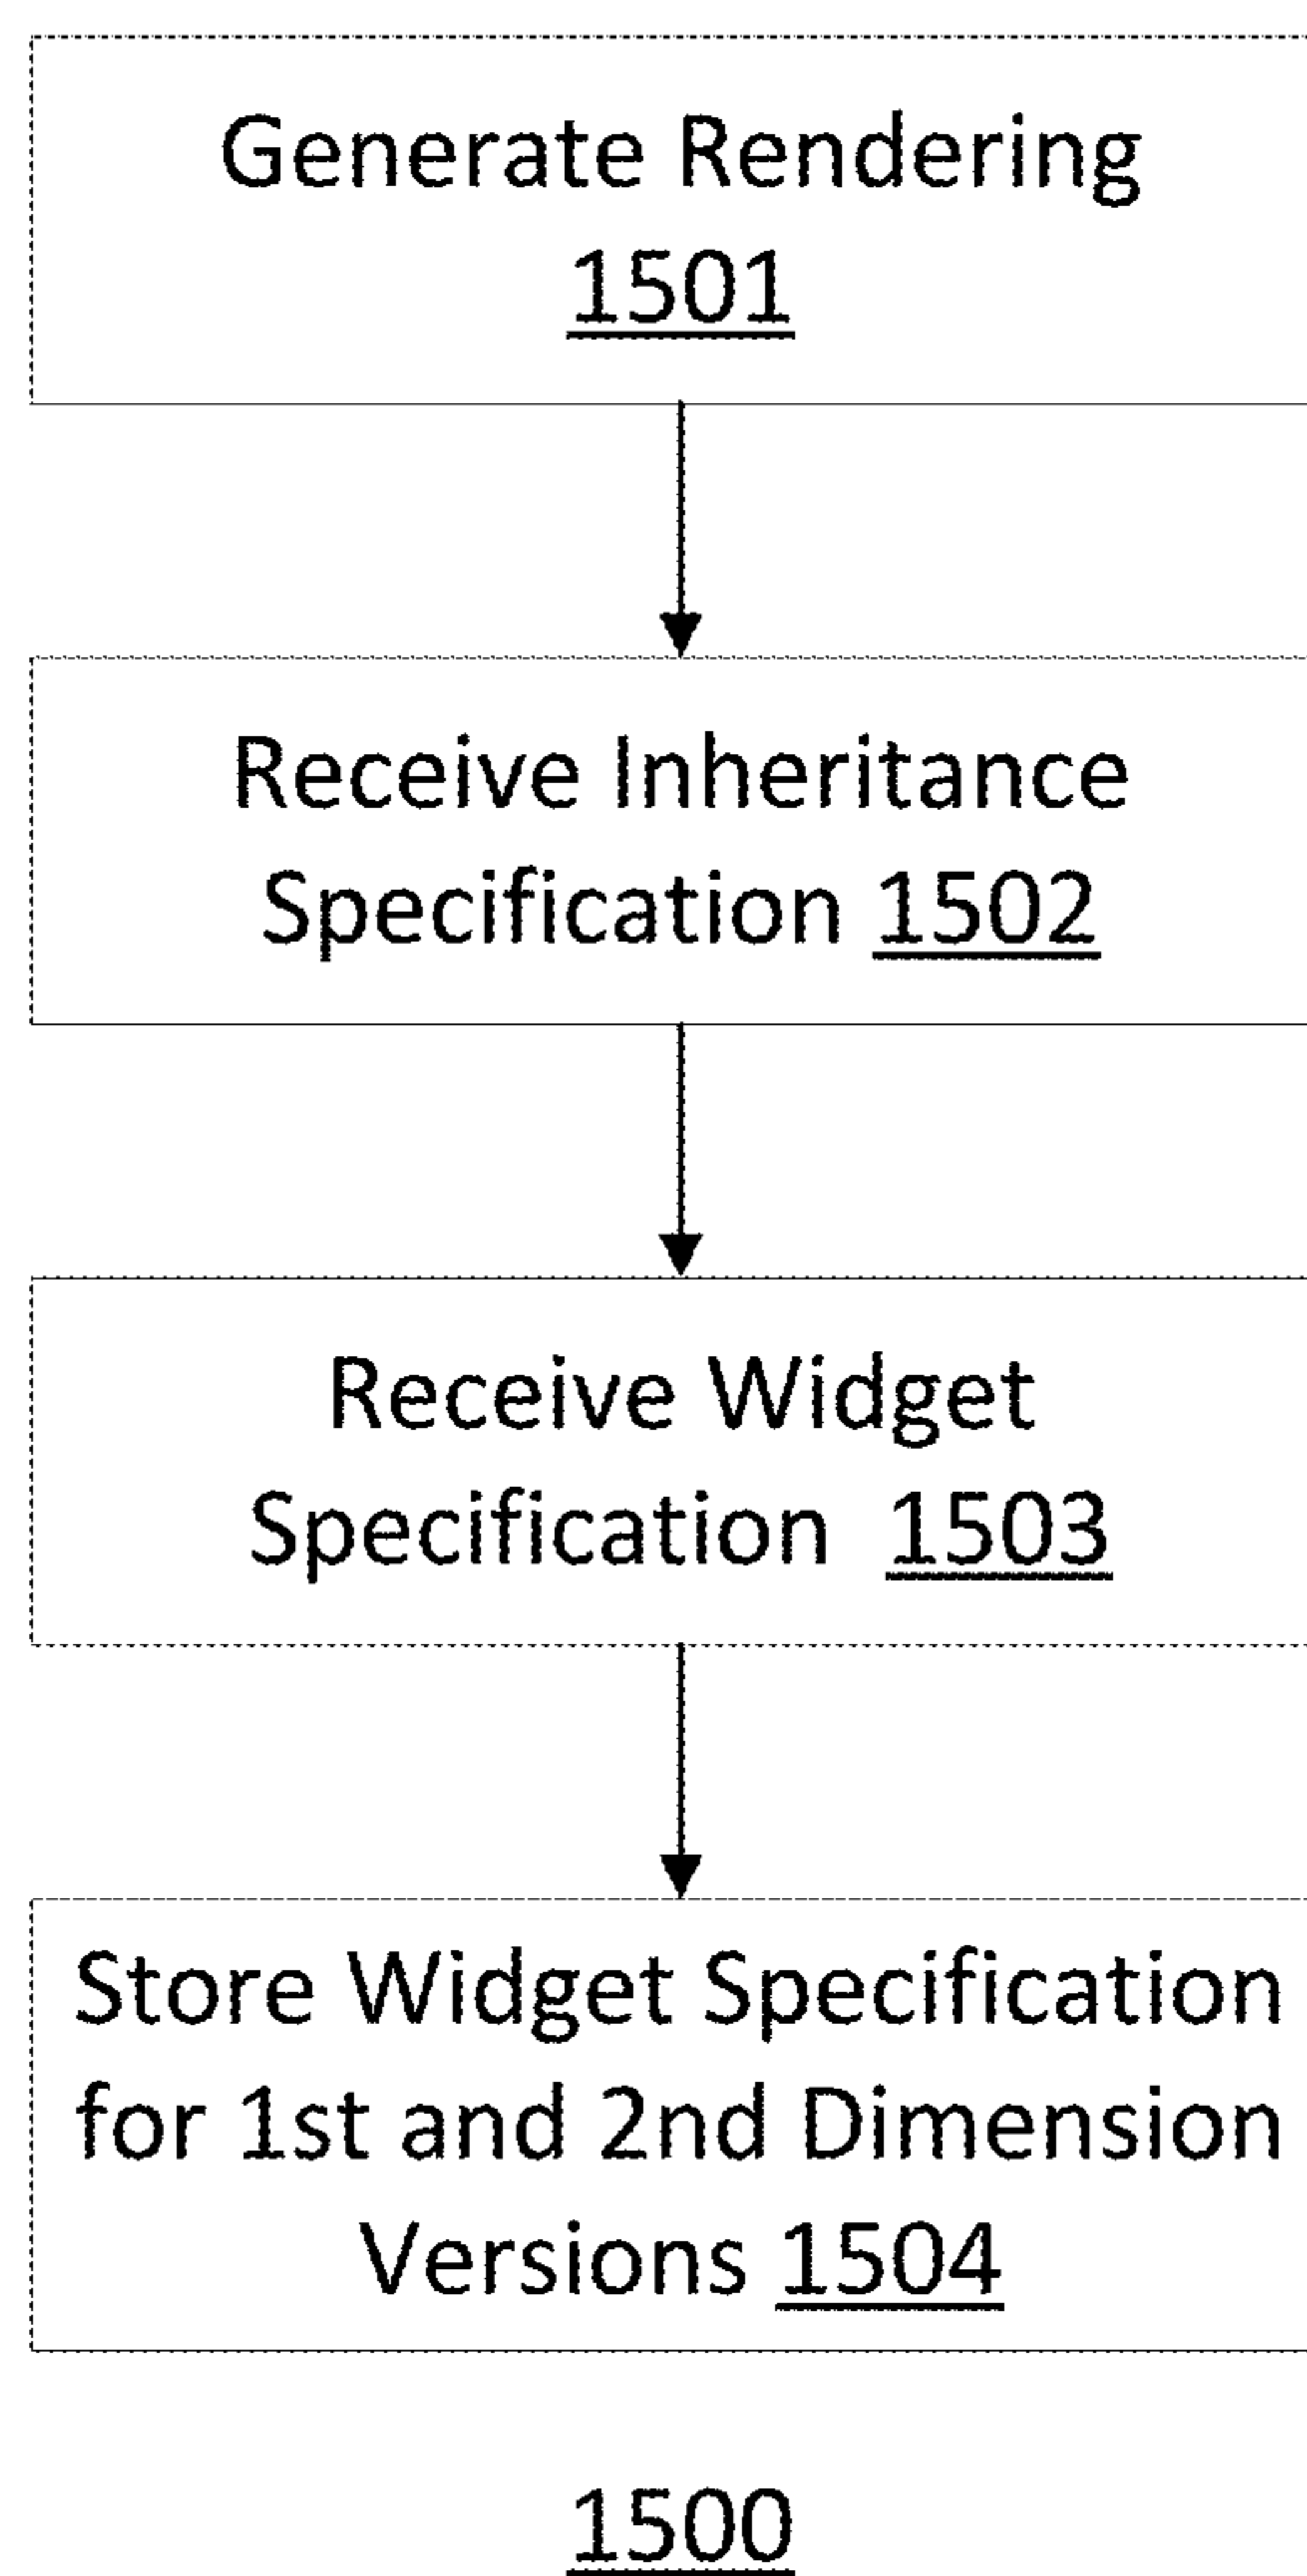 Generate Rendering
1501
Receive Inheritance
Specification 1502
Receive Widget
Specification 1503
Store Widget Specification
for 1st and 2nd Dimension
Versions 1504
1500